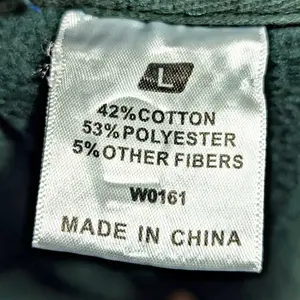 L
42%COTTON
53%POLYESTER
5%OTHER FIBERS
W0161
MADE IN CHINA